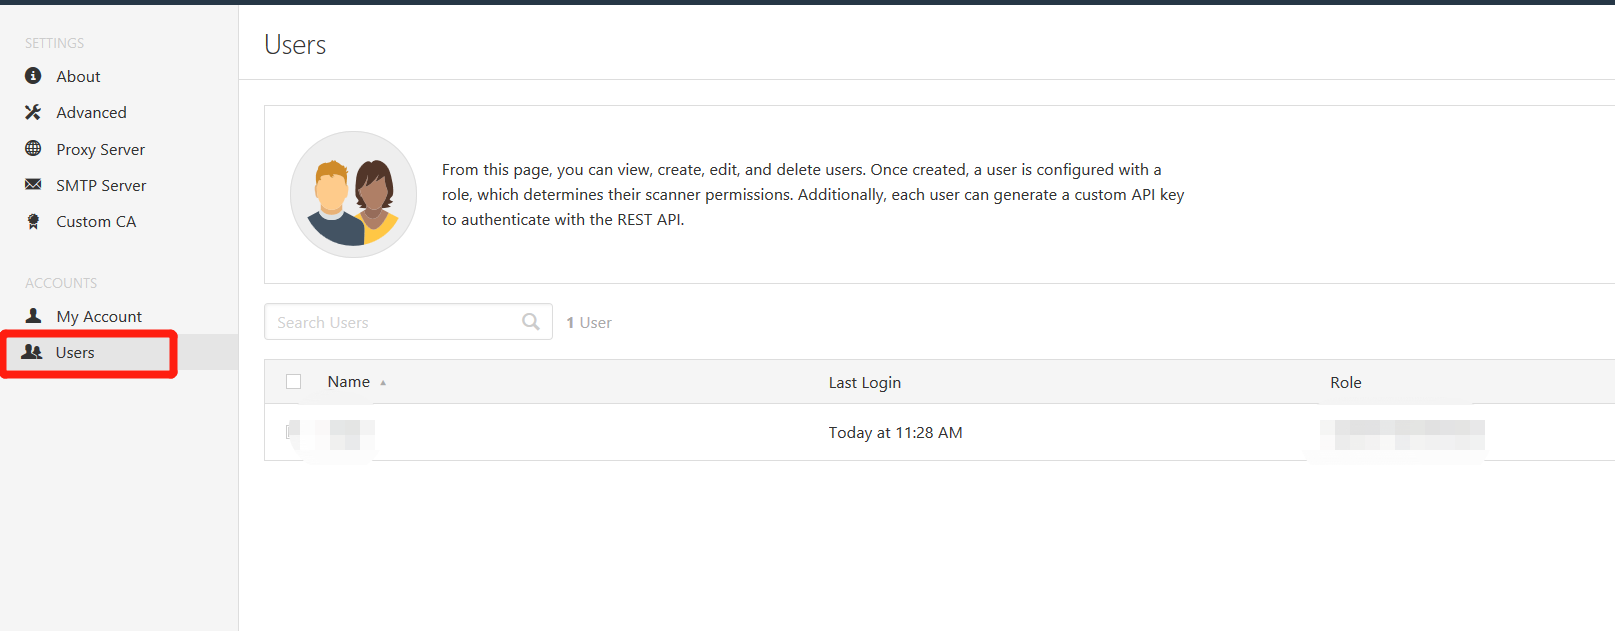 SETTINGS
About
Advanced
Proxy Server
SMTP Server
Custom CA
ACCOUNTS
My Account
Users
Users
From this page, you can view, create, edit, and delete users. Once created, a user is configured with a
role, which determines their scanner permissions. Additionally, each user can generate a custom API key
to authenticate with the REST API.
Search Users
1 User
Name Last Login Role
Today at 11:28 AM